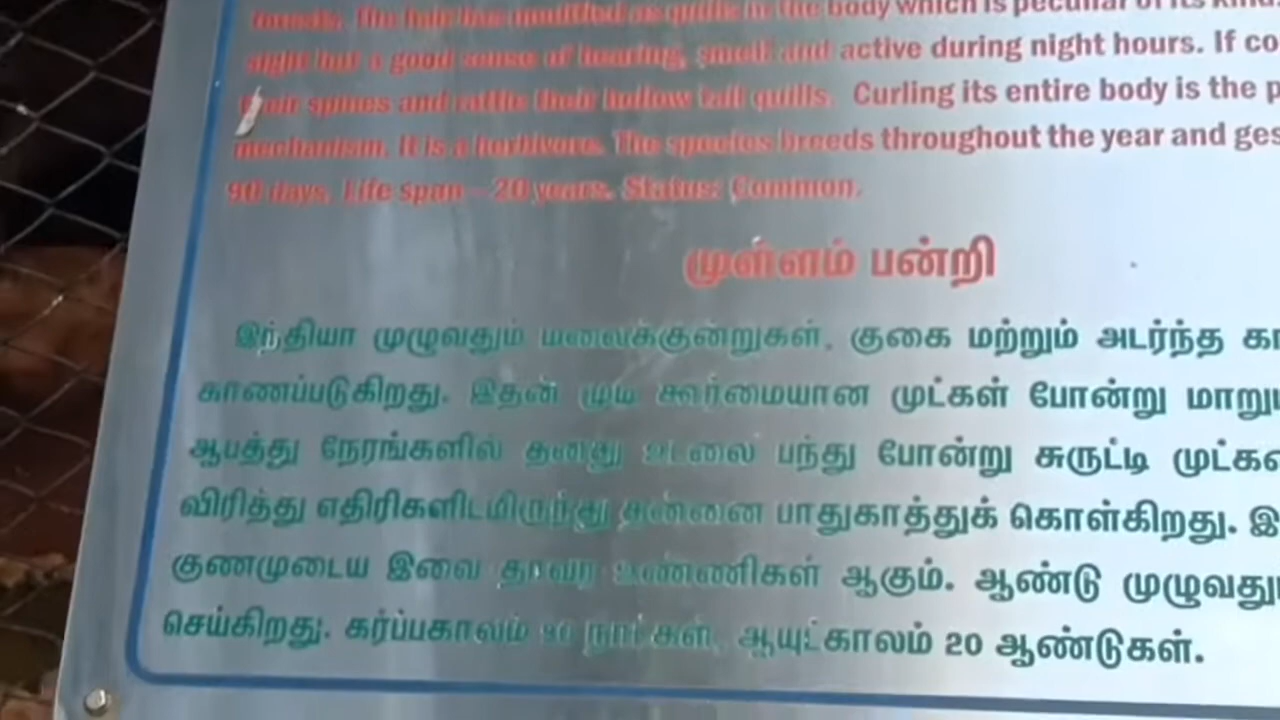 forests. The hair has modified as quills in the body which is peculiar of its kind.
sight but a good sense of hearing, smell and active during night hours. If co
their spines and rattle their hollow tail quills. Curling its entire body is the p
mechanism. It is a herbivore. The species breeds throughout the year and ges
90 days. Life span - 20 years. Status: Common.
முள்ளம் பன்றி
இந்தியா முழுவதும் மலைக்குன்றுகள், குகை மற்றும் அடர்ந்த கா
காணப்படுகிறது. இதன் முடி கூர்மையான முட்கள் போன்று மாறு
ஆபத்து நேரங்களில் தனது உடலை பந்து போன்று சுருட்டி முட்க
விரித்து எதிரிகளிடமிருந்து தன்னை பாதுகாத்துக் கொள்கிறது. இ
குணமுடைய இவை தாவர உண்ணிகள் ஆகும். ஆண்டு முழுவது
செய்கிறது. கர்ப்பகாலம் 90 நாட்கள், ஆயுட்காலம் 20 ஆண்டுகள்.